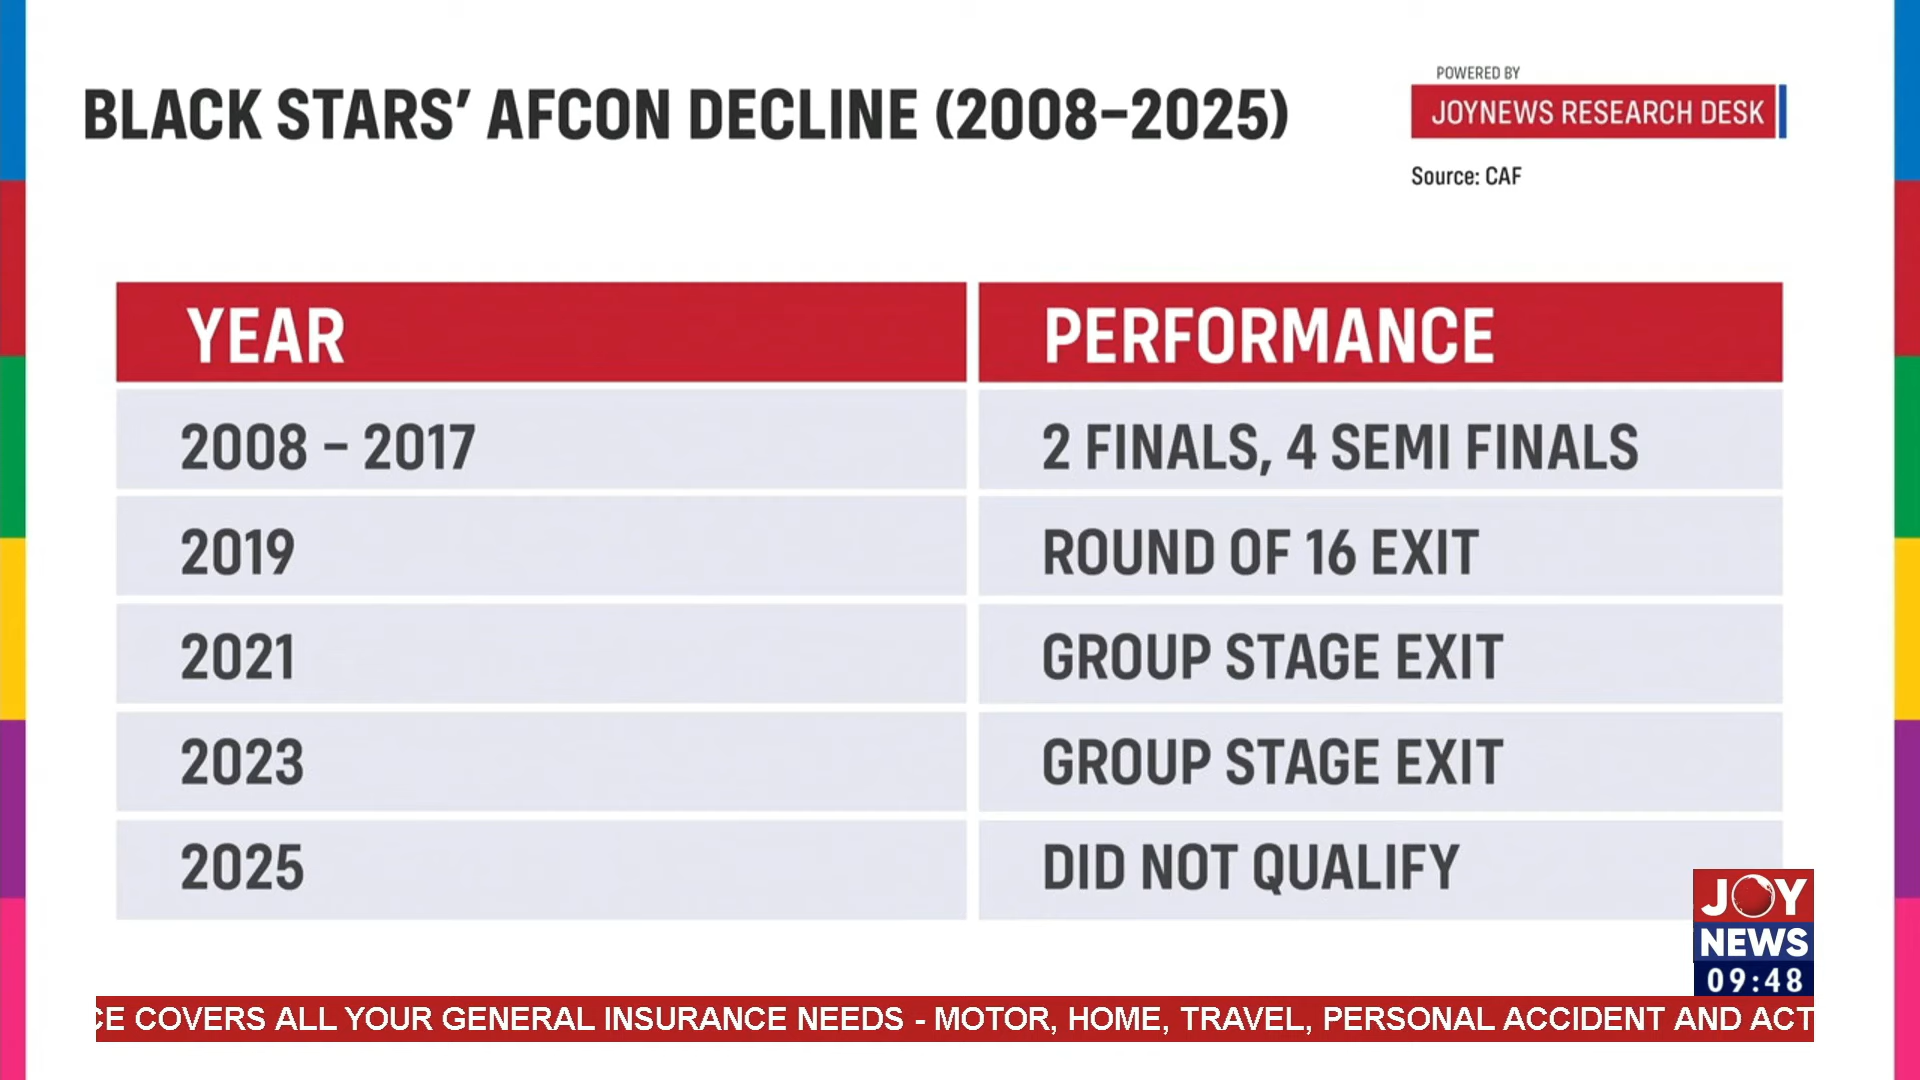 BLACK STARS' AFCON DECLINE (2008–2025)
POWERED BY
JOYNEWS RESEARCH DESK
Source: CAF
YEAR PERFORMANCE
2008 – 2017 2 FINALS, 4 SEMI FINALS
2019 ROUND OF 16 EXIT
2021 GROUP STAGE EXIT
2023 GROUP STAGE EXIT
2025 DID NOT QUALIFY
JOY
NEWS
09:48
CE COVERS ALL YOUR GENERAL INSURANCE NEEDS - MOTOR, HOME, TRAVEL, PERSONAL ACCIDENT AND ACT